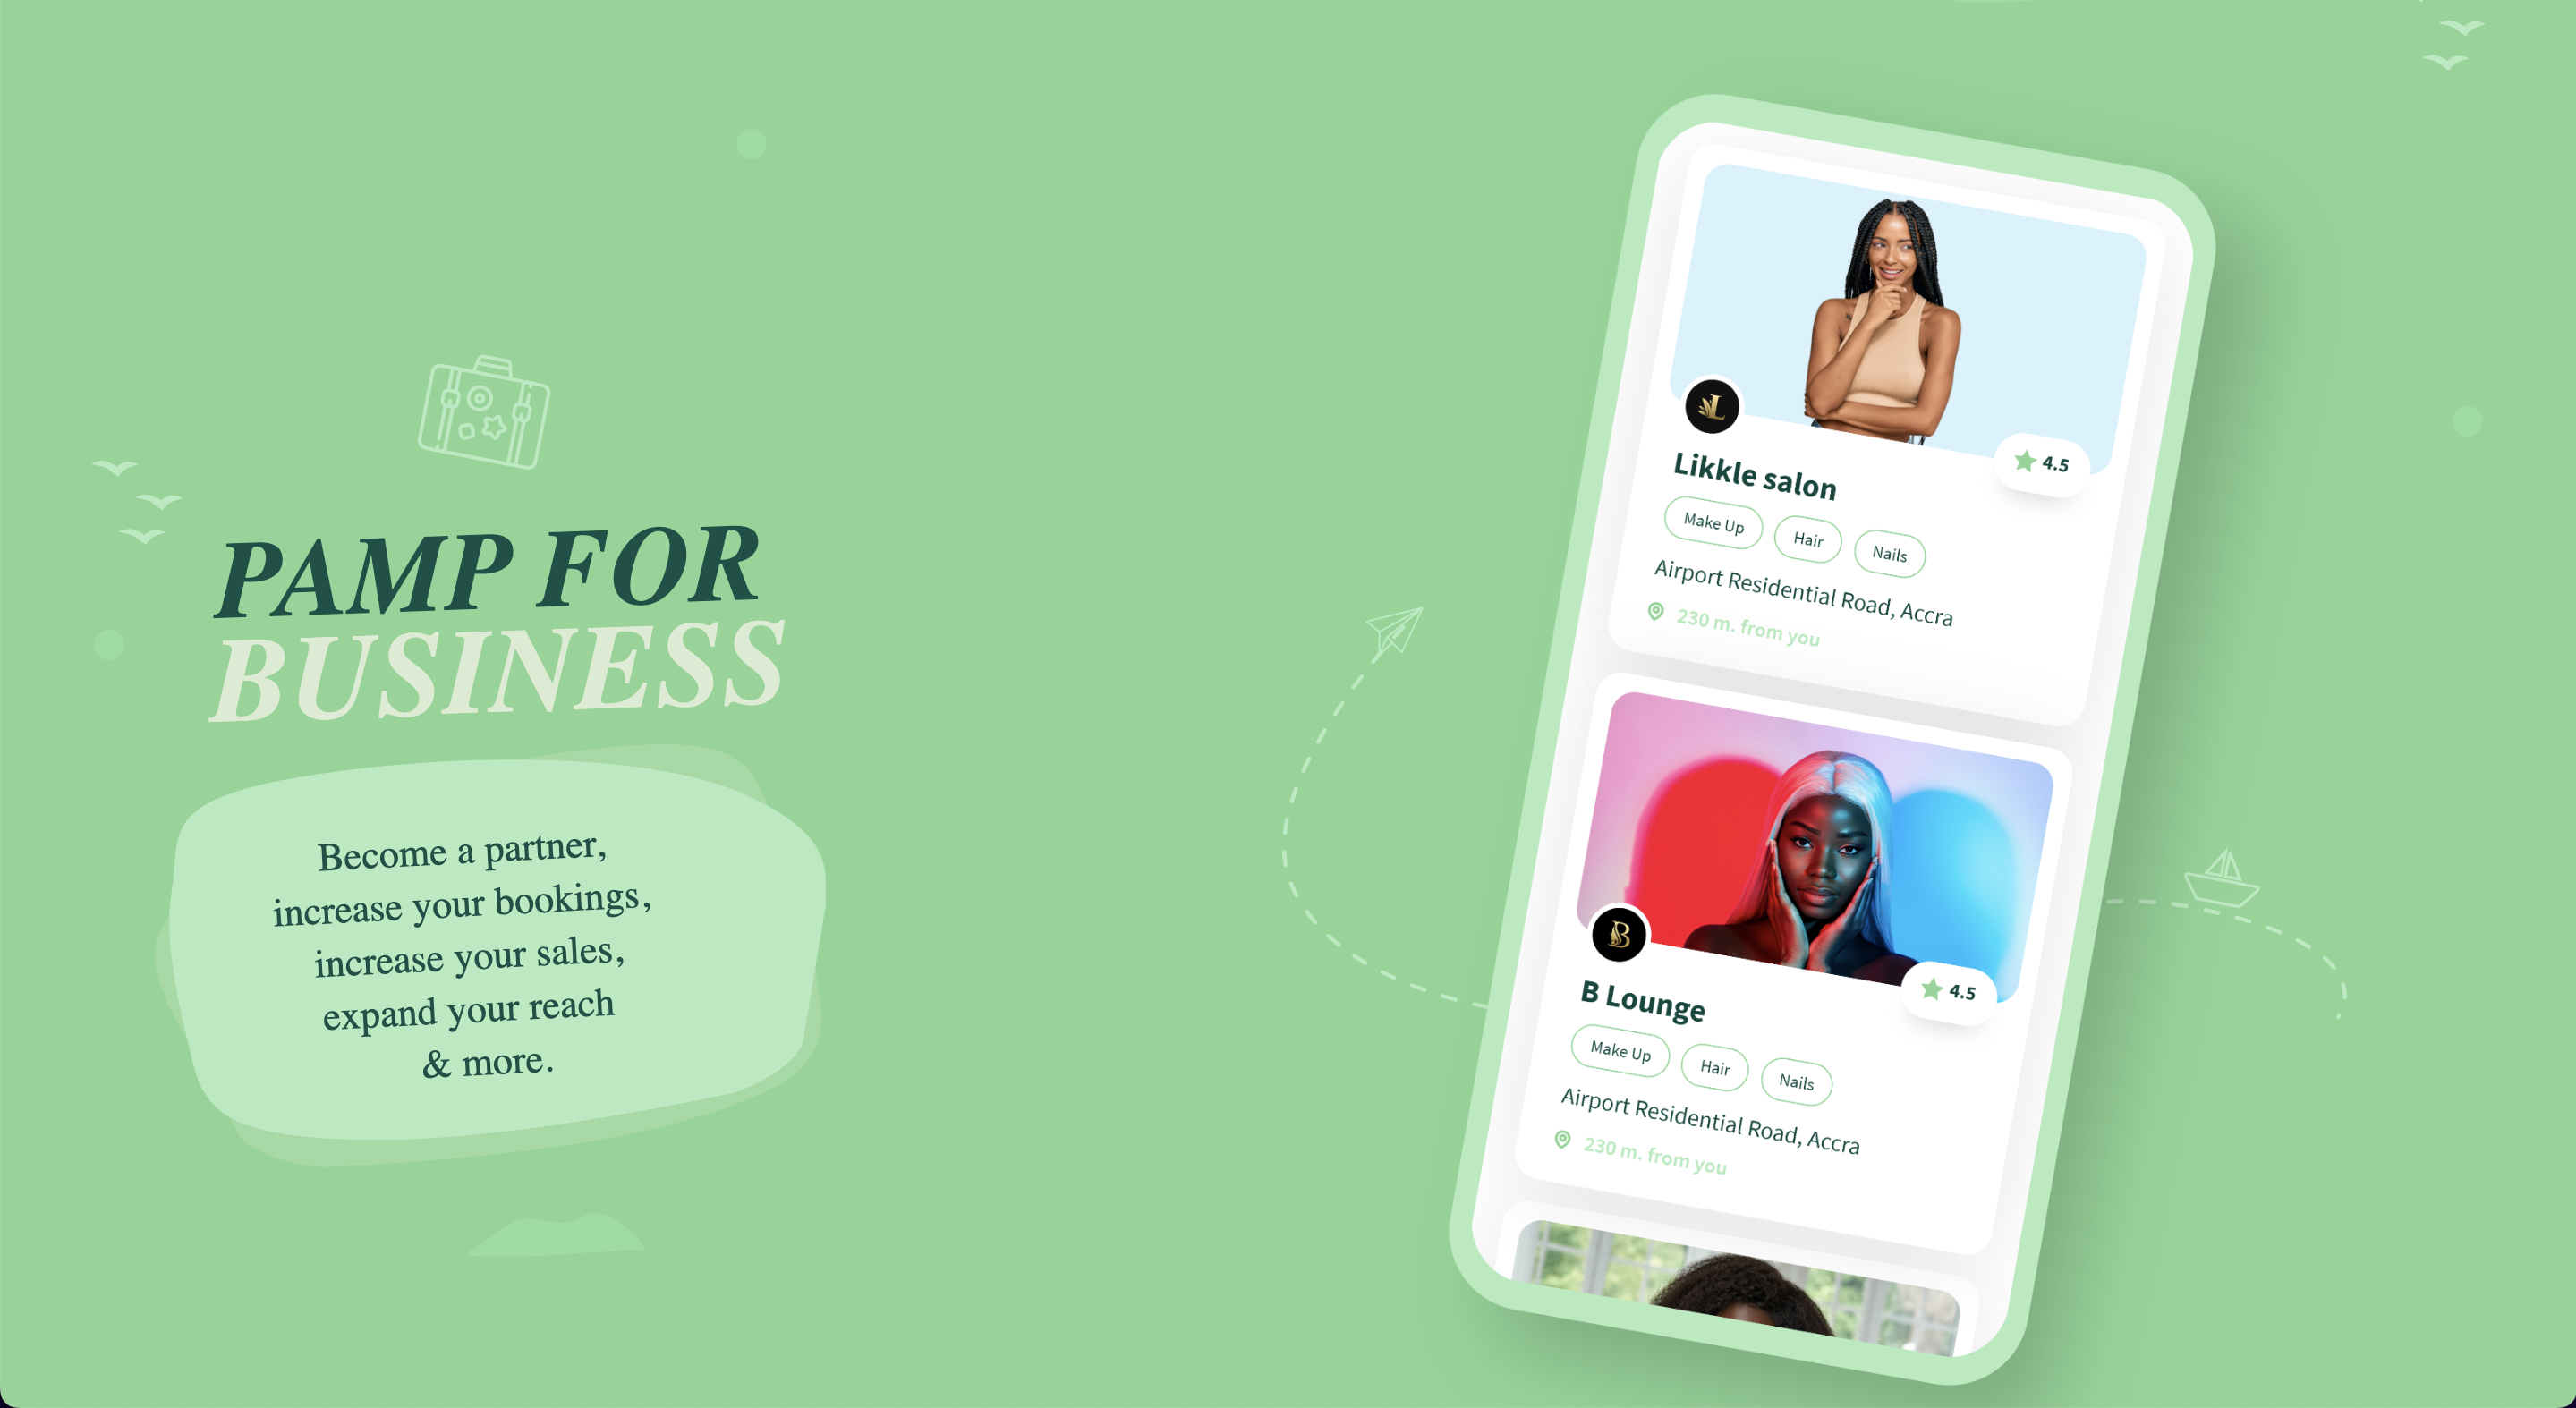 PAMP FOR
BUSINESS
Become a partner,
increase your bookings,
increase your sales,
expand your reach
& more.
L
4.5
Likkle salon
Make Up
Hair
Nails
Airport Residential Road, Accra
230 m. from you
B
4.5
B Lounge
Make Up
Hair
Nails
Airport Residential Road, Accra
230 m. from you